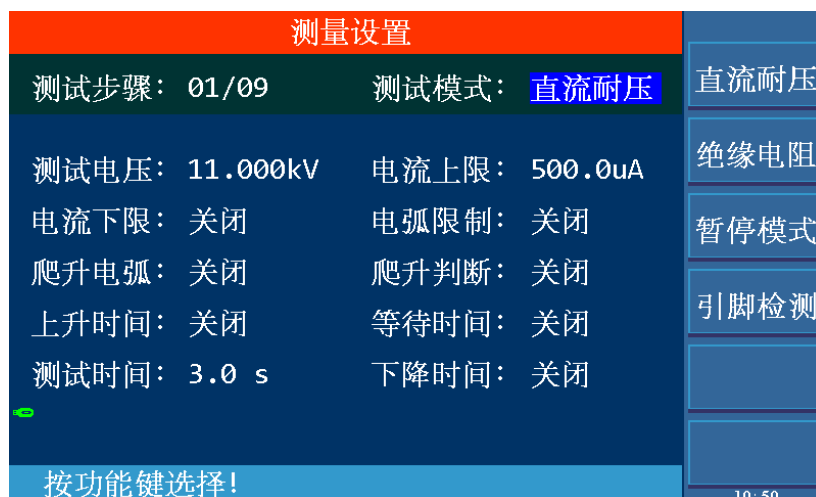 测量设置
测试步骤: 01/09 测试模式: 直流耐压
测试电压: 11.000kV 电流上限: 500.0uA
电流下限: 关闭 电弧限制: 关闭
爬升电弧: 关闭 爬升判断: 关闭
上升时间: 关闭 等待时间: 关闭
测试时间: 3.0 s 下降时间: 关闭
按功能键选择!
直流耐压
绝缘电阻
暂停模式
引脚检测